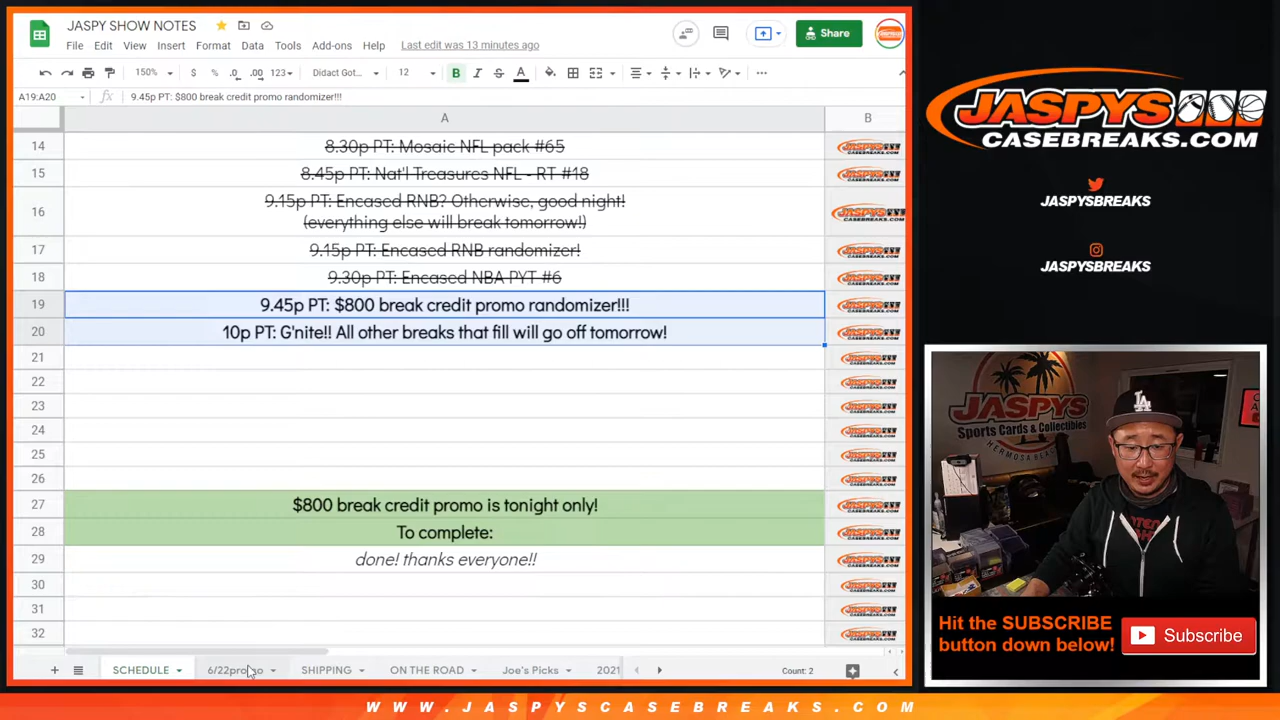 JASPY SHOW NOTES
File Edit View Insert Format Data Tools Add-ons Help Last edit was 13 minutes ago
Share
150% $ % .0 .00 123 Didact Got... 12 B I S A
A19:A20 fx 9.45p PT: $800 break credit promo randomizer!!!
A B
14 8.30p PT: Mosaic NFL pack #65
15 8.45p PT: Nat'l Treasures NFL - RT #18
16 9.15p PT: Encased RNB? Otherwise, good night!
(everything else will break tomorrow!)
17 9.15p PT: Encased RNB randomizer!
18 9.30p PT: Encased NBA PYT #6
19 9.45p PT: $800 break credit promo randomizer!!!
20 10p PT: G'nite!! All other breaks that fill will go off tomorrow!
21
22
23
24
25
26
27 $800 break credit promo is tonight only!
28 To complete:
29 done! thanks everyone!!
30
31
32
SCHEDULE 6/22promo SHIPPING ON THE ROAD Joe's Picks 2021 Count: 2
JASPYS
CASEBREAKS.COM
JASPYSBREAKS
JASPYSBREAKS
JASPYS
Sports Cards & Collectibles
HERMOSA BEACH
LA
Hit the SUBSCRIBE
button down below!
Subscribe
WWW.JASPYSCASEBREAKS.COM